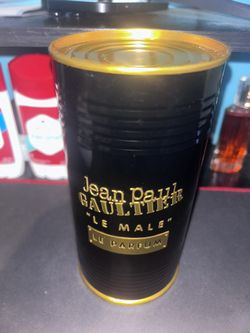 Jean Paul
GAULTIER
"LE MALE"
LE PARFUM